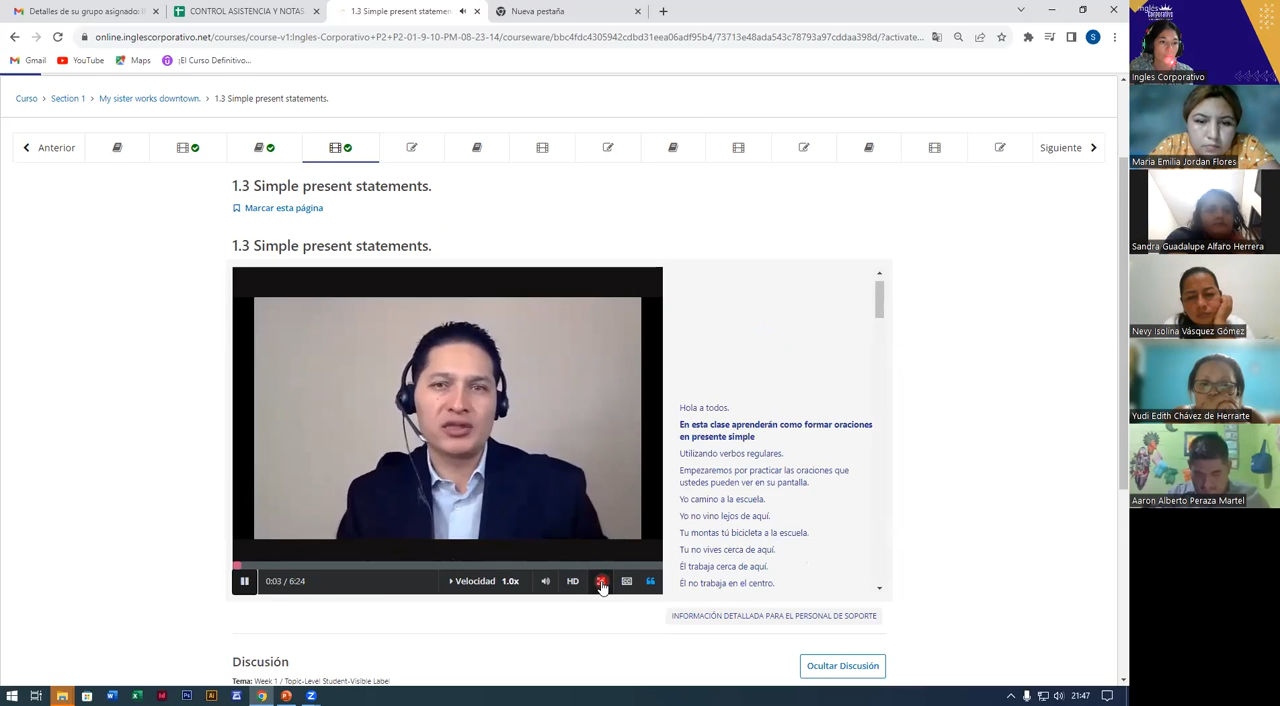 Detalles de su grupo asignado:
CONTROL ASISTENCIA Y NOTAS
1.3 Simple present statemen
Nueva pestaña
online.inglescorporativo.net/courses/course-v1:Ingles-Corporativo+P2+P2-01-9-10-PM-08-23-14/courseware/bbc4fdc4305942cdbd31eea06adf95b4/73713e48ada543c78793a97cddaa398d/?activate...
S
Gmail
YouTube
Maps
¡El Curso Definitivo...
Curso > Section 1 > My sister works downtown. > 1.3 Simple present statements.
Anterior
Siguiente
1.3 Simple present statements.
Marcar esta página
1.3 Simple present statements.
Hola a todos.
En esta clase aprenderán como formar oraciones
en presente simple
Utilizando verbos regulares.
Empezaremos por practicar las oraciones que
ustedes pueden ver en su pantalla.
Yo camino a la escuela.
Yo no vino lejos de aquí.
Tu montas tú bicicleta a la escuela.
Tu no vives cerca de aquí.
Él trabaja cerca de aquí.
Él no trabaja en el centro.
0:03 / 6:24
Velocidad 1.0x
HD
INFORMACIÓN DETALLADA PARA EL PERSONAL DE SOPORTE
Discusión
Ocultar Discusión
Tema: Week 1 / Topic-Level Student-Visible Label
21:47
Inglés
Corporativo
Ingles Corporativo
Maria Emilia Jordan Flores
Sandra Guadalupe Alfaro Herrera
Nevy Isolina Vásquez Gómez
Yudi Edith Chávez de Herrarte
Aaron Alberto Peraza Martel